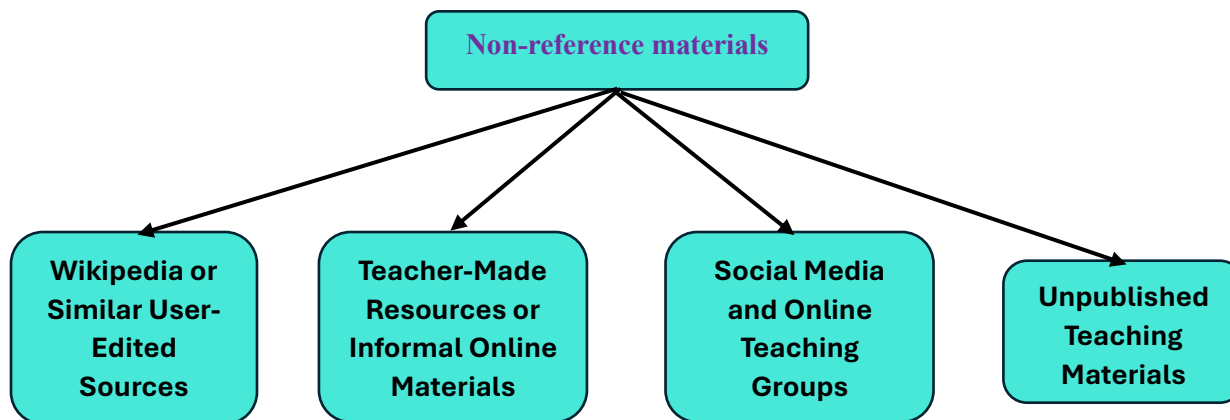 Non-reference materials
Wikipedia or
Similar User-
Edited
Sources
Teacher-Made
Resources or
Informal Online
Materials
Social Media
and Online
Teaching
Groups
Unpublished
Teaching
Materials